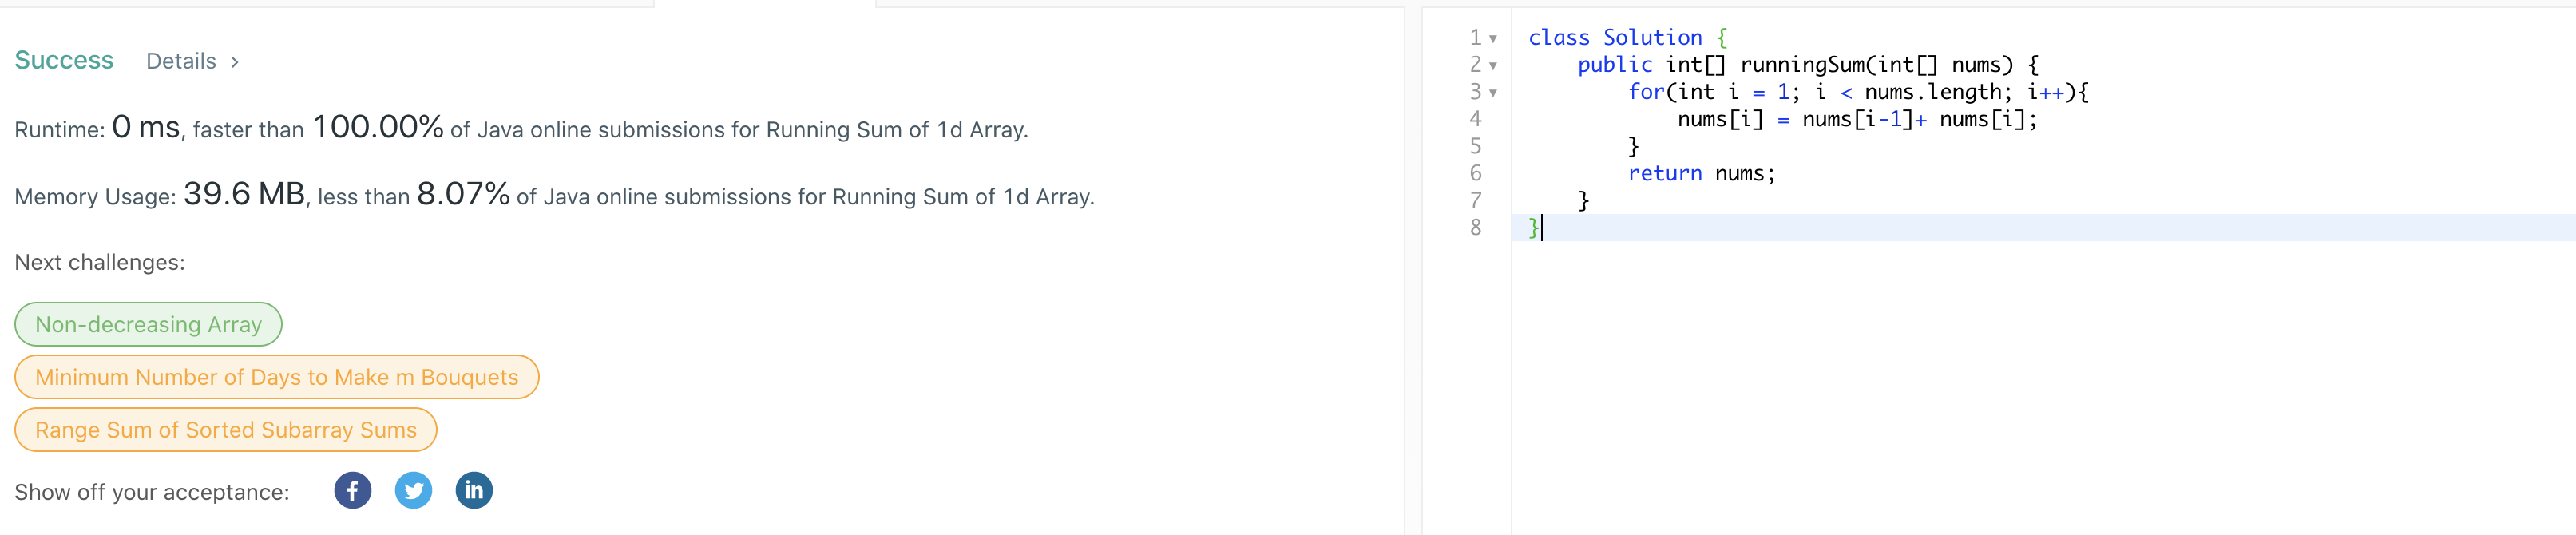 Success Details >
Runtime: 0 ms, faster than 100.00% of Java online submissions for Running Sum of 1d Array.
Memory Usage: 39.6 MB, less than 8.07% of Java online submissions for Running Sum of 1d Array.
Next challenges:
Non-decreasing Array
Minimum Number of Days to Make m Bouquets
Range Sum of Sorted Subarray Sums
Show off your acceptance: f in
1 class Solution {
2     public int[] runningSum(int[] nums) {
3         for(int i = 1; i < nums.length; i++){
4             nums[i] = nums[i-1]+ nums[i];
5         }
6         return nums;
7     }
8 }